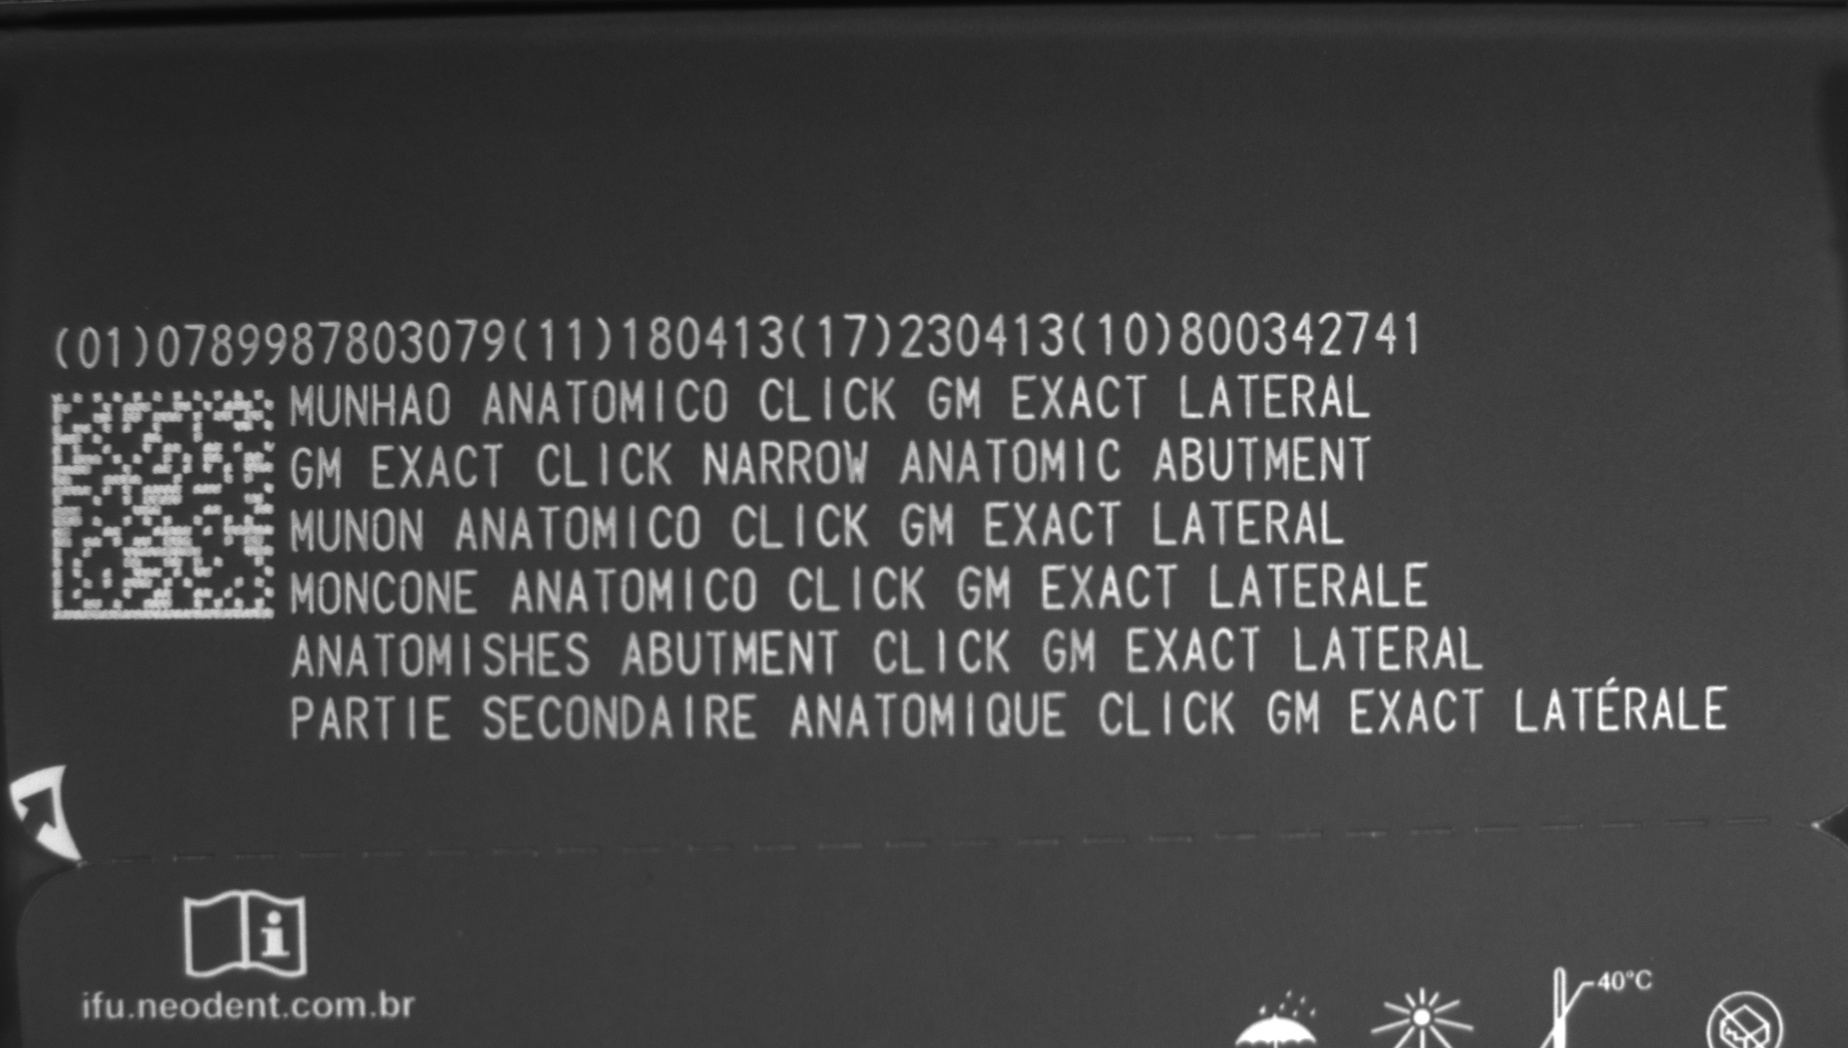 (01)0789987803079(11)180413(17)230413(10)800342741
MUNHAO ANATOMICO CLICK GM EXACT LATERAL
GM EXACT CLICK NARROW ANATOMIC ABUTMENT
MUNON ANATOMICO CLICK GM EXACT LATERAL
MONCONE ANATOMICO CLICK GM EXACT LATERALE
ANATOMISHES ABUTMENT CLICK GM EXACT LATERAL
PARTIE SECONDAIRE ANATOMIQUE CLICK GM EXACT LATÉRALE
ifu.neodent.com.br
40°C